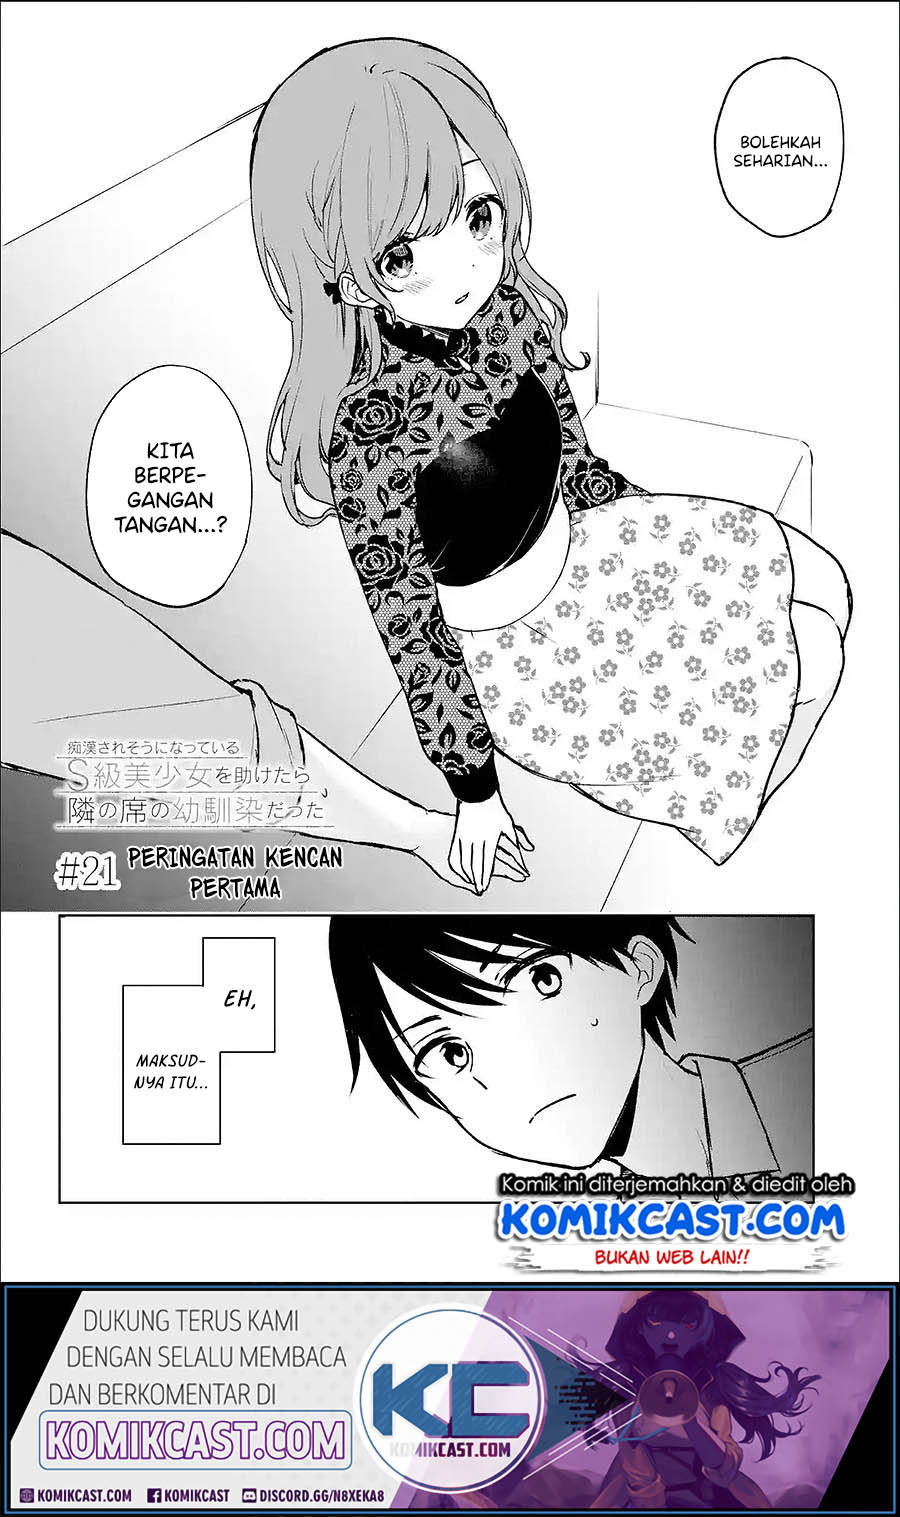 BOLEHKAH
SEHARIAN...
KITA
BERPE-
GANGAN
TANGAN...?
痴漢されそうになっている
S級美少女を助けたら
隣の席の幼馴染だった
#21
PERINGATAN KENCAN
PERTAMA
EH,
MAKSUD-
NYA ITU...
Komik ini diterjemahkan & diedit oleh
KOMIKCAST.COM
BUKAN WEB LAIN!!
DUKUNG TERUS KAMI
DENGAN SELALU MEMBACA
DAN BERKOMENTAR DI
KOMIKCAST.COM
KC
KOMIKCAST.COM
KOMIKCAST.COM
KOMIKCAST
DISCORD.GG/N8XEKA8